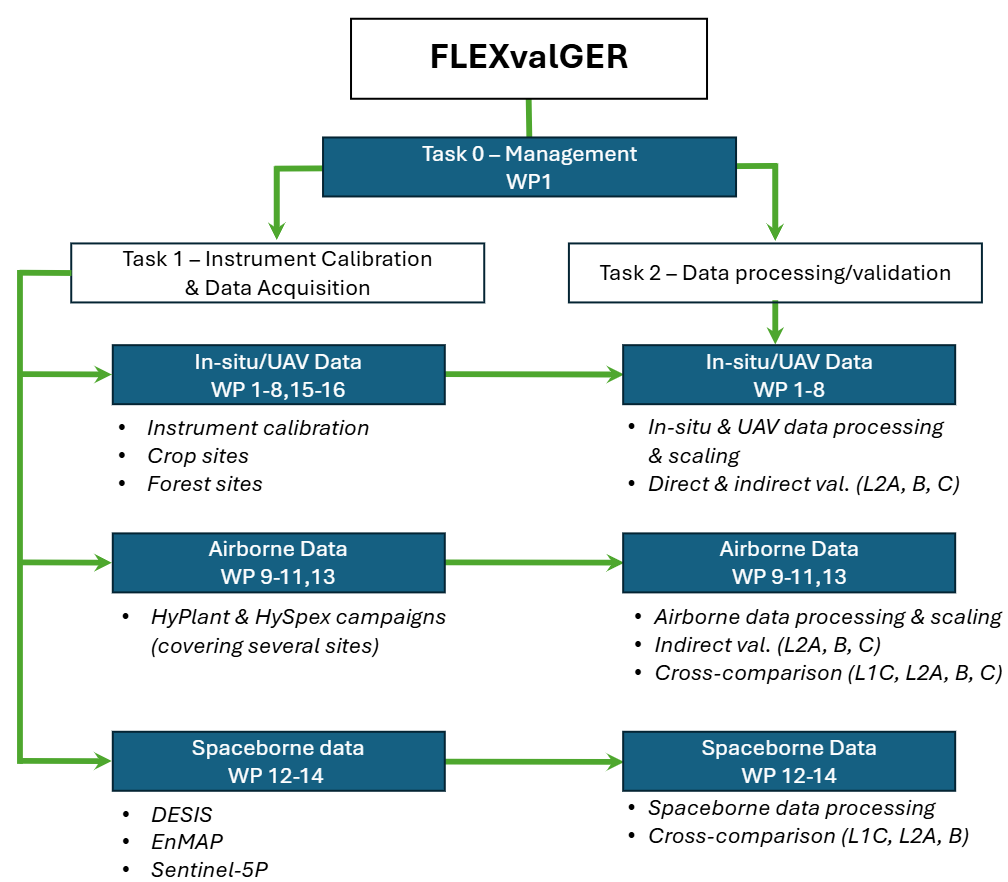 FLEXvalGER
Task 0 – Management
WP1
Task 1 – Instrument Calibration
& Data Acquisition
Task 2 – Data processing/validation
In-situ/UAV Data
WP 1-8,15-16
• Instrument calibration
• Crop sites
• Forest sites
In-situ/UAV Data
WP 1-8
• In-situ & UAV data processing
& scaling
• Direct & indirect val. (L2A, B, C)
Airborne Data
WP 9-11,13
• HyPlant & HySpex campaigns
(covering several sites)
Airborne Data
WP 9-11,13
• Airborne data processing & scaling
• Indirect val. (L2A, B, C)
• Cross-comparison (L1C, L2A, B, C)
Spaceborne data
WP 12-14
• DESIS
• EnMAP
• Sentinel-5P
Spaceborne Data
WP 12-14
• Spaceborne data processing
• Cross-comparison (L1C, L2A, B)